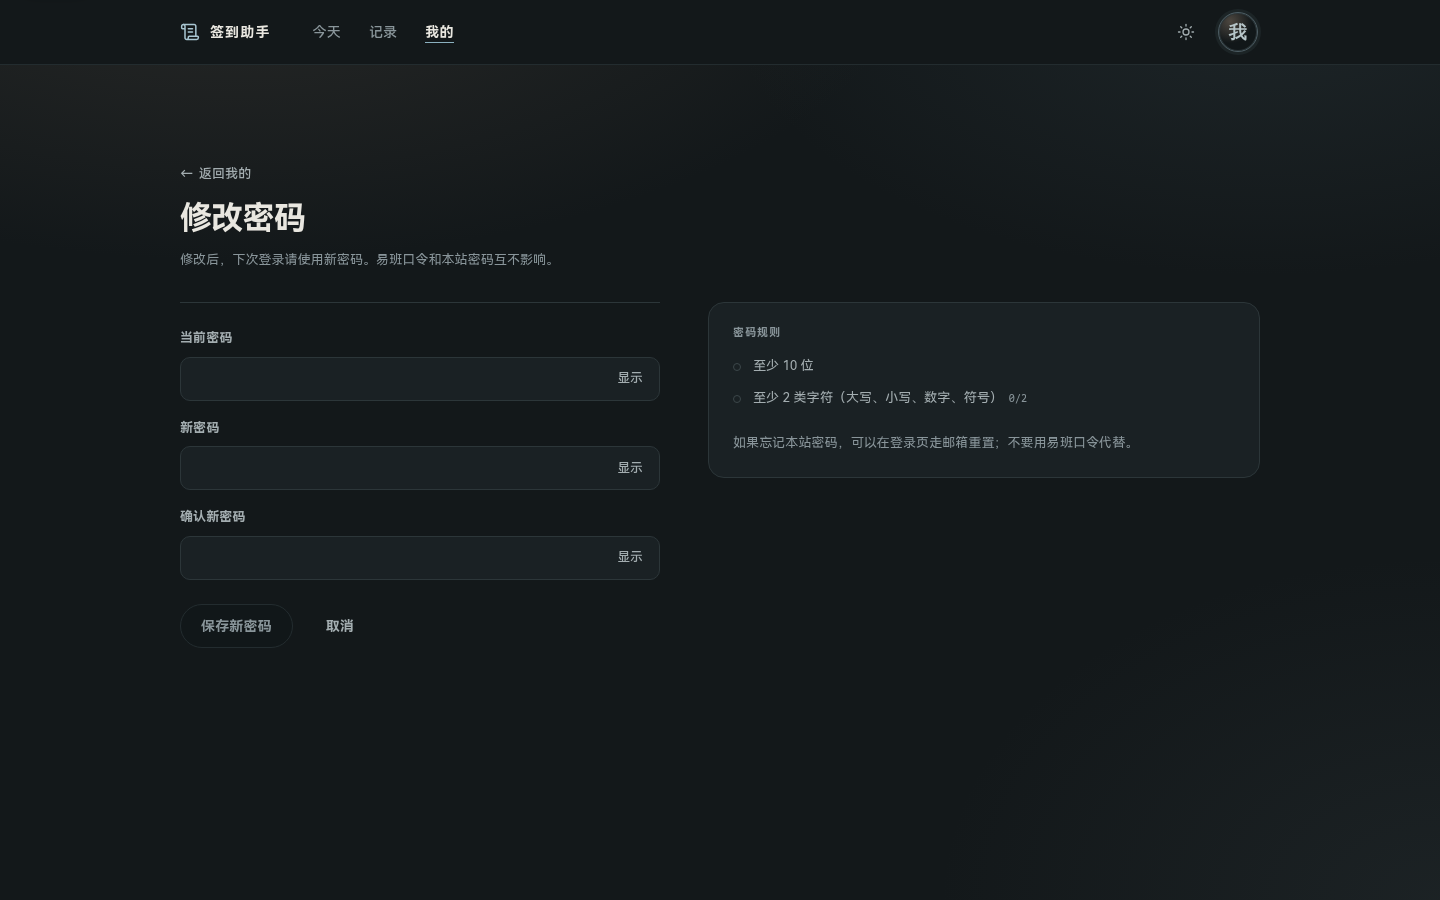 签到助手
今天
记录
我的
我
← 返回我的
修改密码
修改后，下次登录请使用新密码。易班口令和本站密码互不影响。
当前密码
显示
新密码
显示
确认新密码
显示
保存新密码
取消
密码规则
至少 10 位
至少 2 类字符（大写、小写、数字、符号） 0/2
如果忘记本站密码，可以在登录页走邮箱重置；不要用易班口令代替。